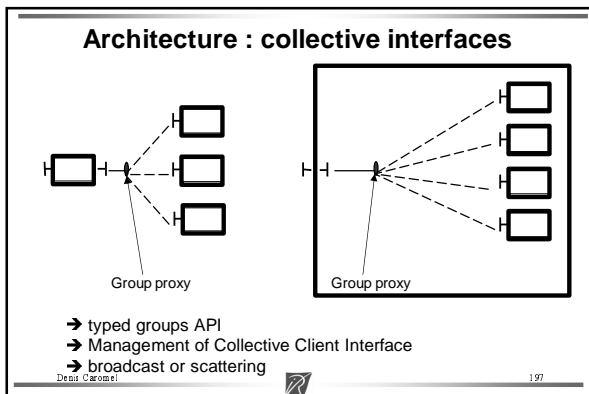 Architecture : collective interfaces
Group proxy
Group proxy
➔ typed groups API
➔ Management of Collective Client Interface
➔ broadcast or scattering
Denis Caromel
197